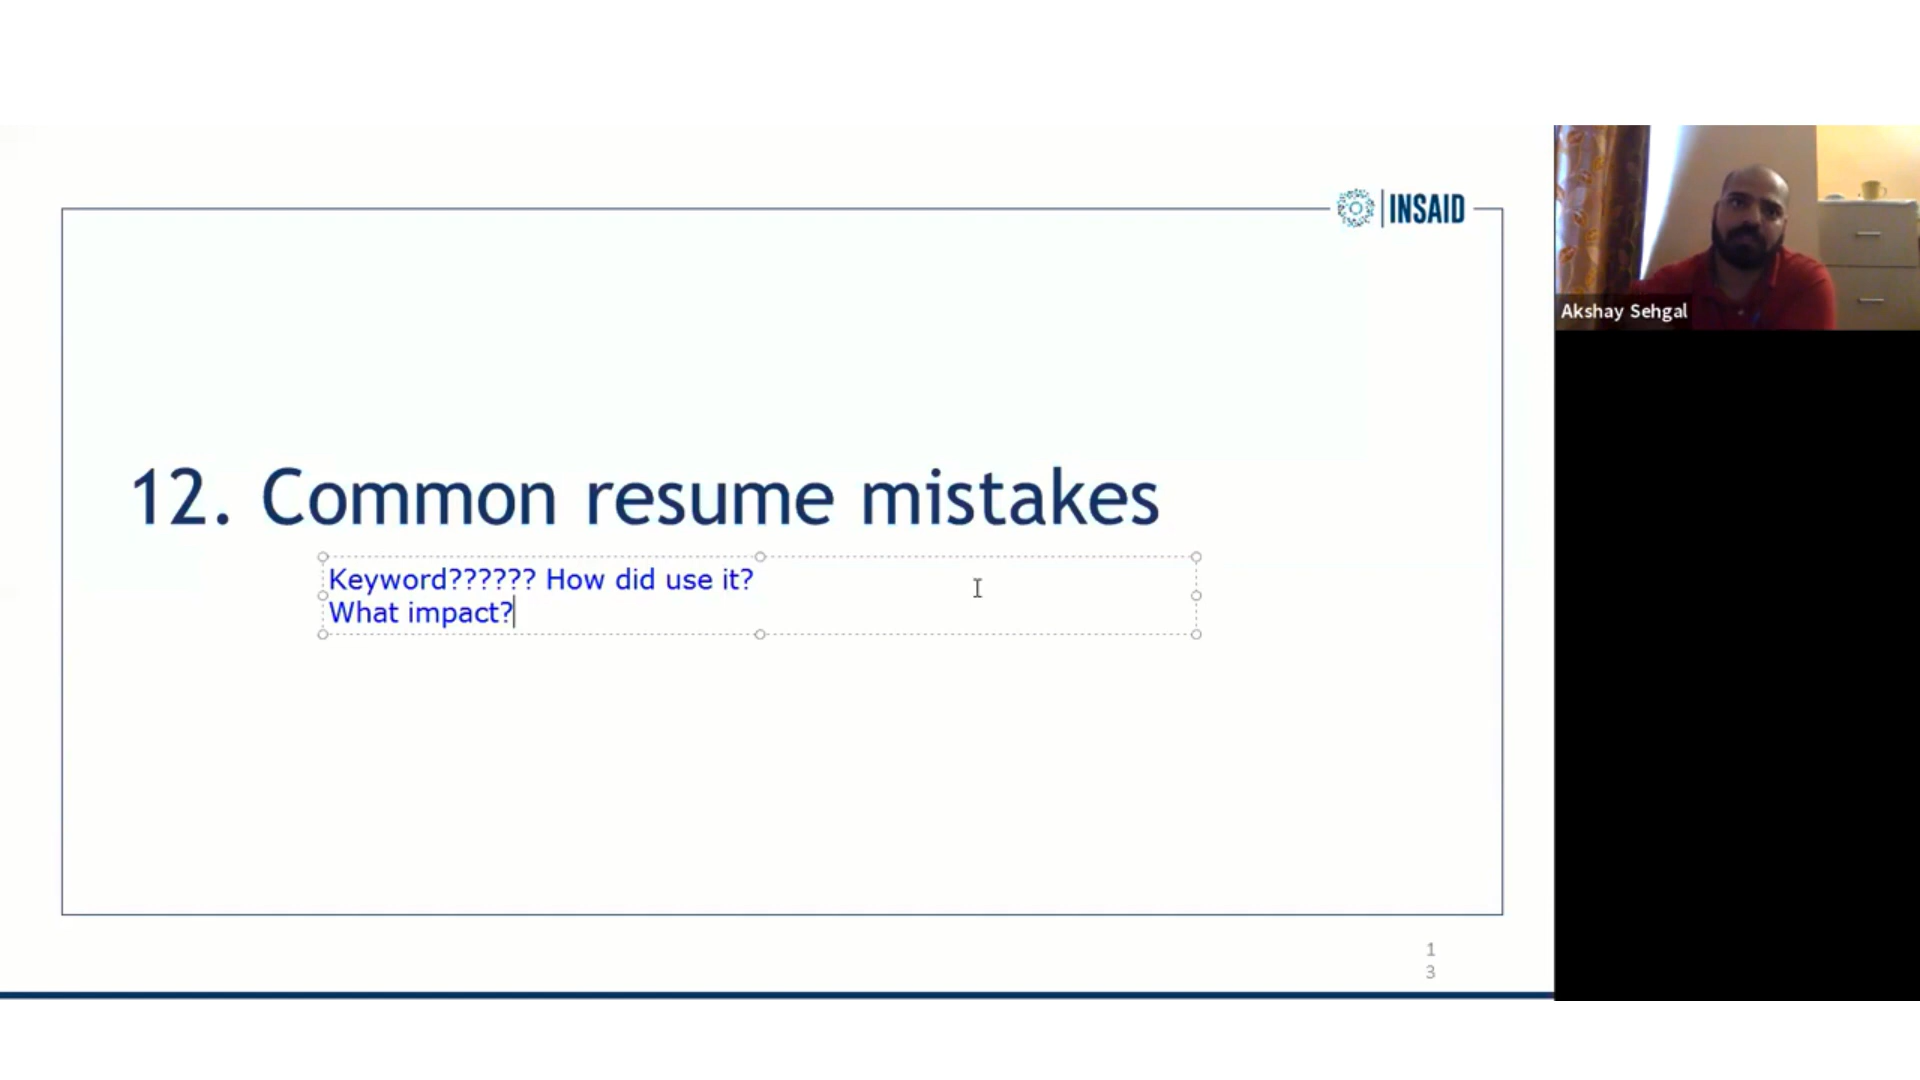 INSAID
12. Common resume mistakes
Keyword?????? How did use it?
What impact?
1
3
Akshay Sehgal